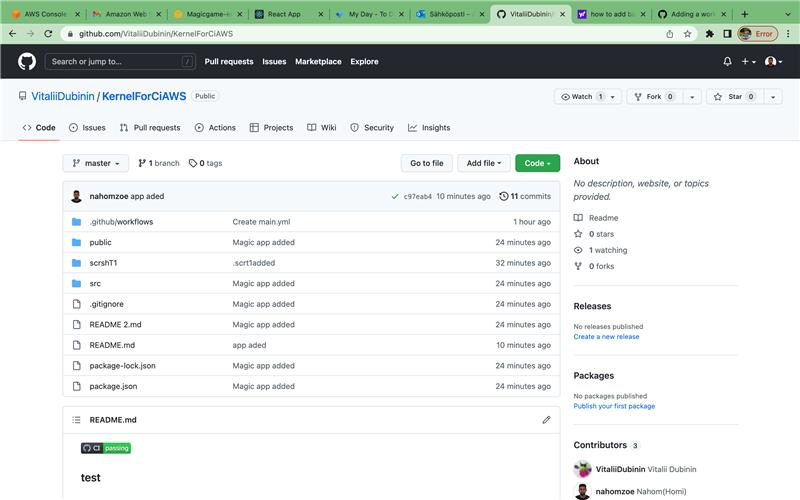 AWS Console
Amazon Web S
Magicgame-e
React App
My Day - To D
Sähköposti – A
VitaliiDubinin/
how to add ba
Adding a work
github.com/VitaliiDubinin/KernelForCiAWS
Error
Search or jump to...
/
Pull requests
Issues
Marketplace
Explore
VitaliiDubinin / KernelForCiAWS
Public
Watch 1
Fork 0
Star 0
Code
Issues
Pull requests
Actions
Projects
Wiki
Security
Insights
master
1 branch
0 tags
Go to file
Add file
Code
nahomzoe app aded
c97eab4 10 minutes ago
11 commits
.github/workflows Create main.yml 1 hour ago
public Magic app added 24 minutes ago
scrshT1 .scrt1added 32 minutes ago
src Magic app added 24 minutes ago
.gitignore Magic app added 24 minutes ago
README 2.md Magic app added 24 minutes ago
README.md app aded 10 minutes ago
package-lock.json Magic app added 24 minutes ago
package.json Magic app added 24 minutes ago
README.md
CI passing
test
About
No description, website, or topics
provided.
Readme
0 stars
1 watching
0 forks
Releases
No releases published
Create a new release
Packages
No packages published
Publish your first package
Contributors 3
VitaliiDubinin Vitalii Dubinin
nahomzoe Nahom(Homi)